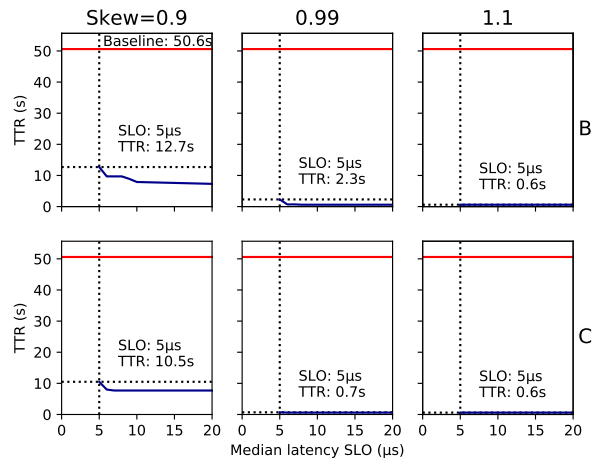 Skew=0.9 0.99 1.1
Baseline: 50.6s
50
40
30
20
10
0
TTR (s)
SLO: 5µs
TTR: 12.7s
SLO: 5µs
TTR: 2.3s
SLO: 5µs
TTR: 0.6s
B
50
40
30
20
10
0
TTR (s)
SLO: 5µs
TTR: 10.5s
SLO: 5µs
TTR: 0.7s
SLO: 5µs
TTR: 0.6s
C
0 5 10 15 20 0 5 10 15 20 0 5 10 15 20
Median latency SLO (µs)